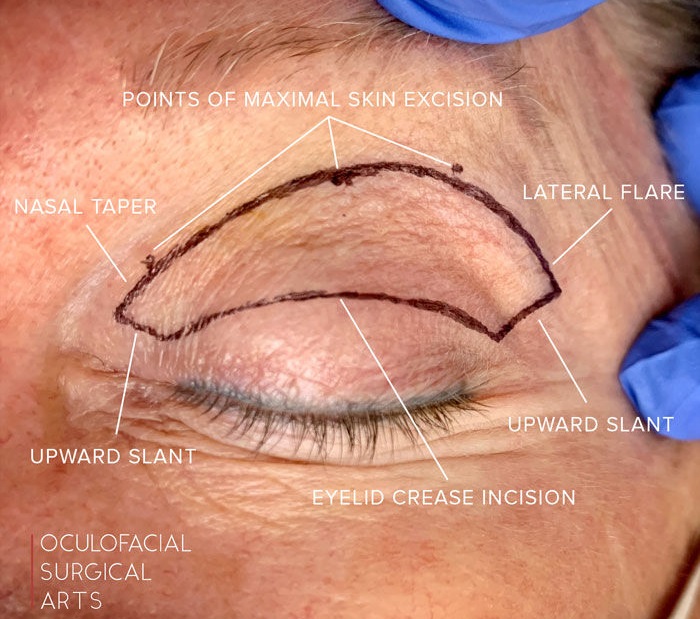 POINTS OF MAXIMAL SKIN EXCISION
NASAL TAPER
LATERAL FLARE
UPWARD SLANT
UPWARD SLANT
EYELID CREASE INCISION
OCULOFACIAL
SURGICAL
ARTS